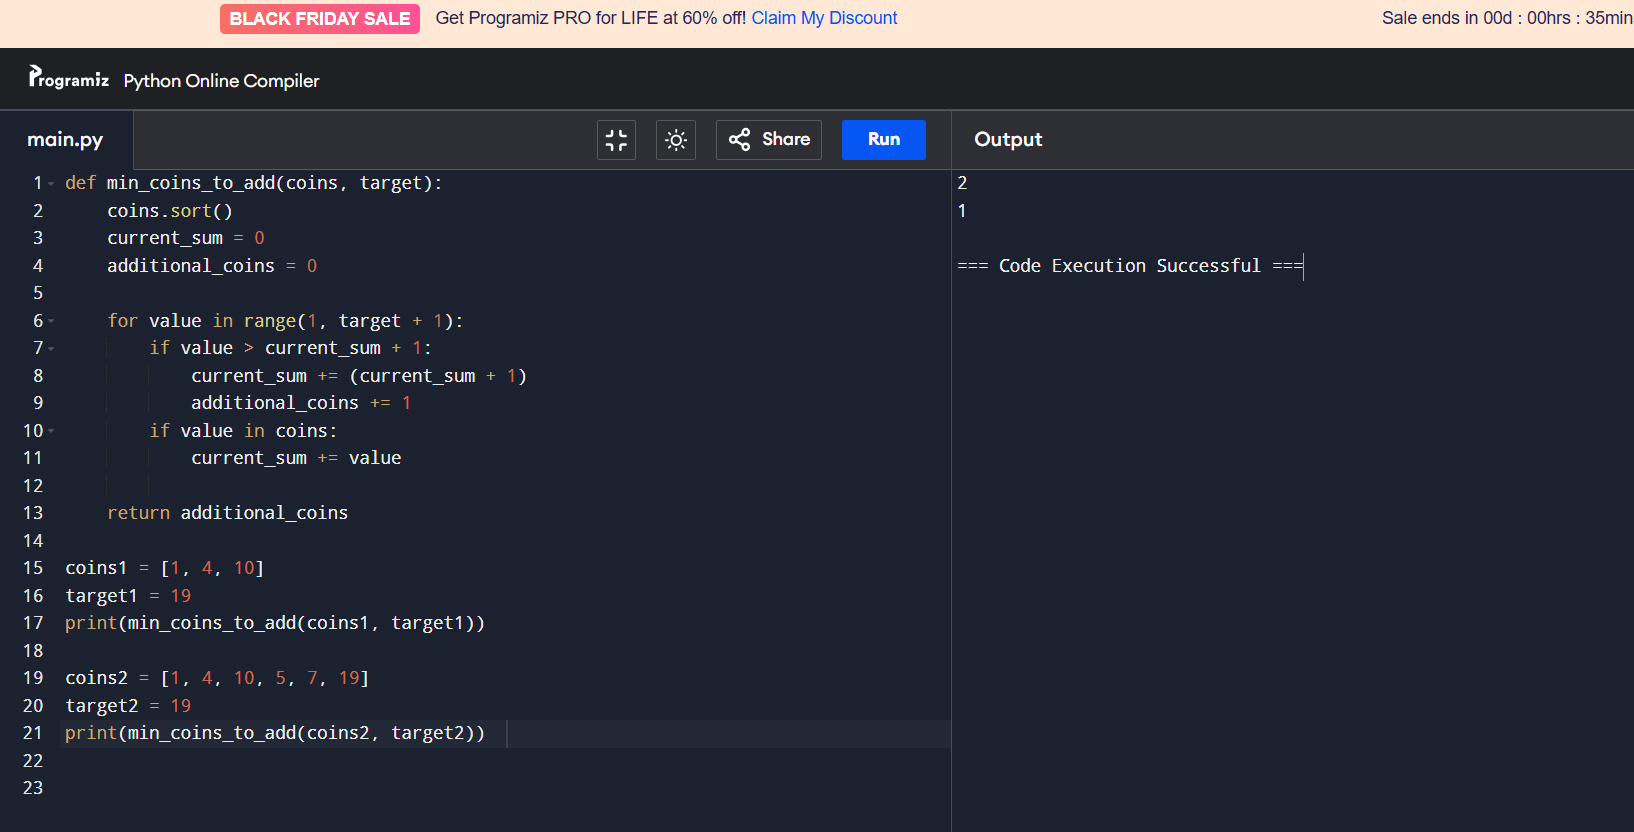 BLACK FRIDAY SALE Get Programiz PRO for LIFE at 60% off! Claim My Discount Sale ends in 00d : 00hrs : 35min
Programiz Python Online Compiler
main.py Share Run Output
1 def min_coins_to_add(coins, target):
2     coins.sort()
3     current_sum = 0
4     additional_coins = 0
5
6     for value in range(1, target + 1):
7         if value > current_sum + 1:
8             current_sum += (current_sum + 1)
9             additional_coins += 1
10         if value in coins:
11             current_sum += value
12
13     return additional_coins
14
15 coins1 = [1, 4, 10]
16 target1 = 19
17 print(min_coins_to_add(coins1, target1))
18
19 coins2 = [1, 4, 10, 5, 7, 19]
20 target2 = 19
21 print(min_coins_to_add(coins2, target2))
22
23
2
1
=== Code Execution Successful ===